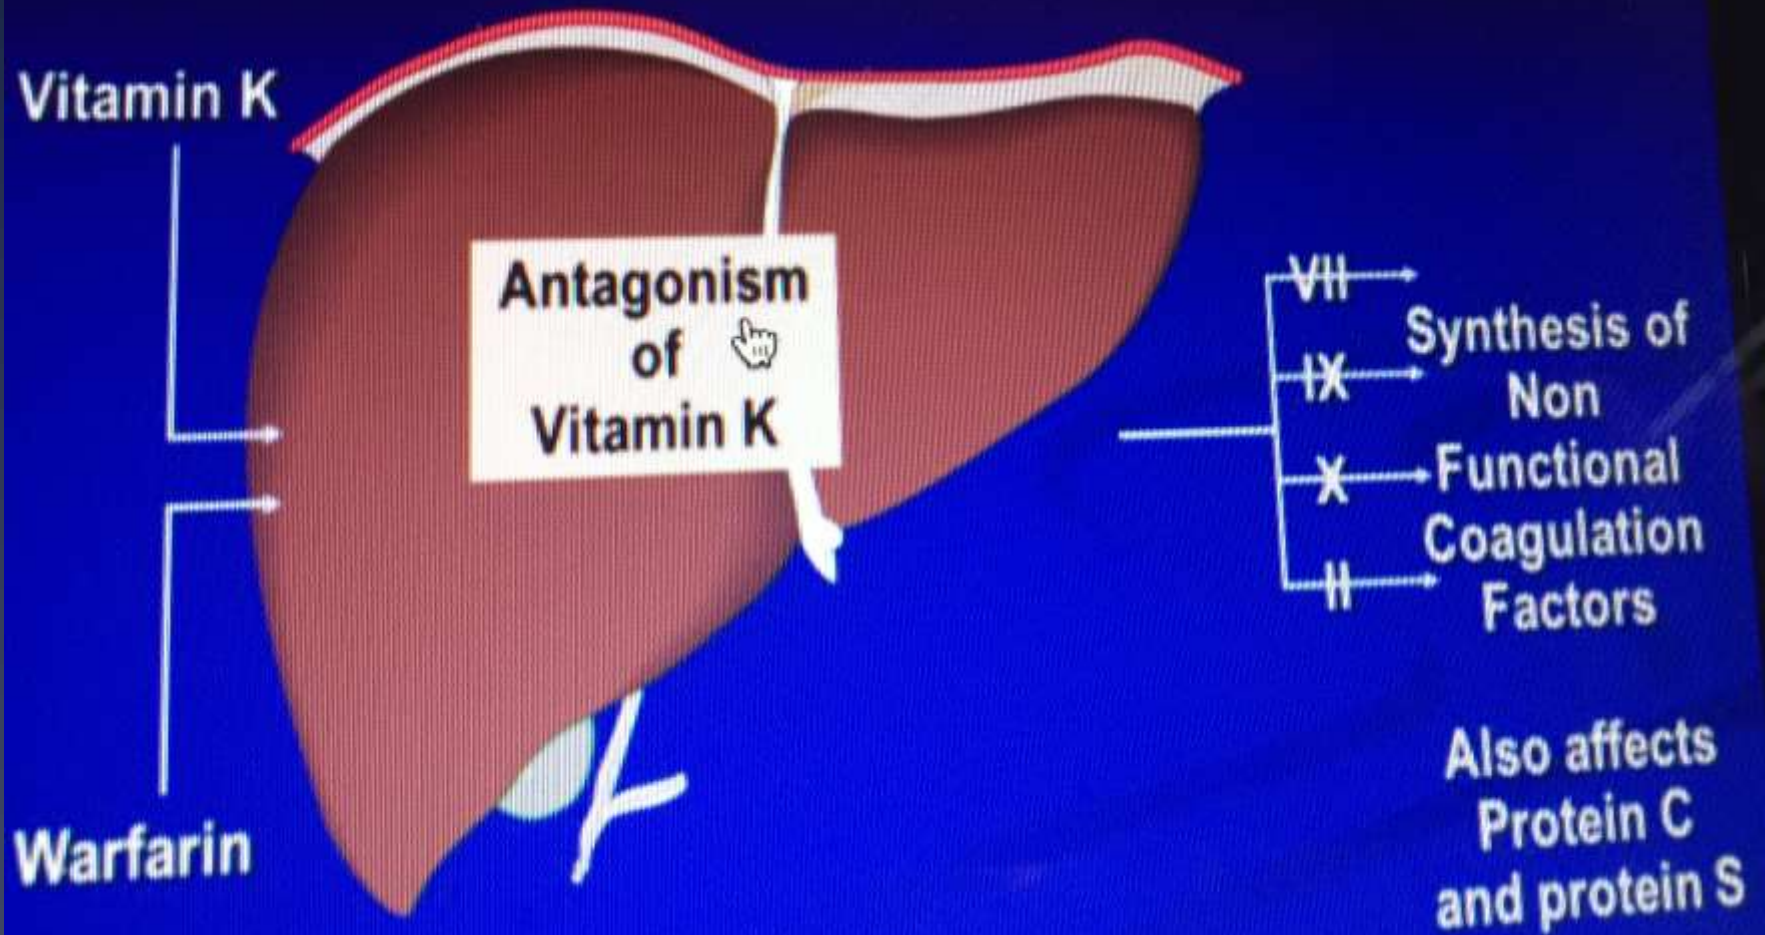 Vitamin K
Antagonism
of
Vitamin K
VII
IX
X
II
Synthesis of
Non
Functional
Coagulation
Factors
Warfarin
Also affects
Protein C
and protein S